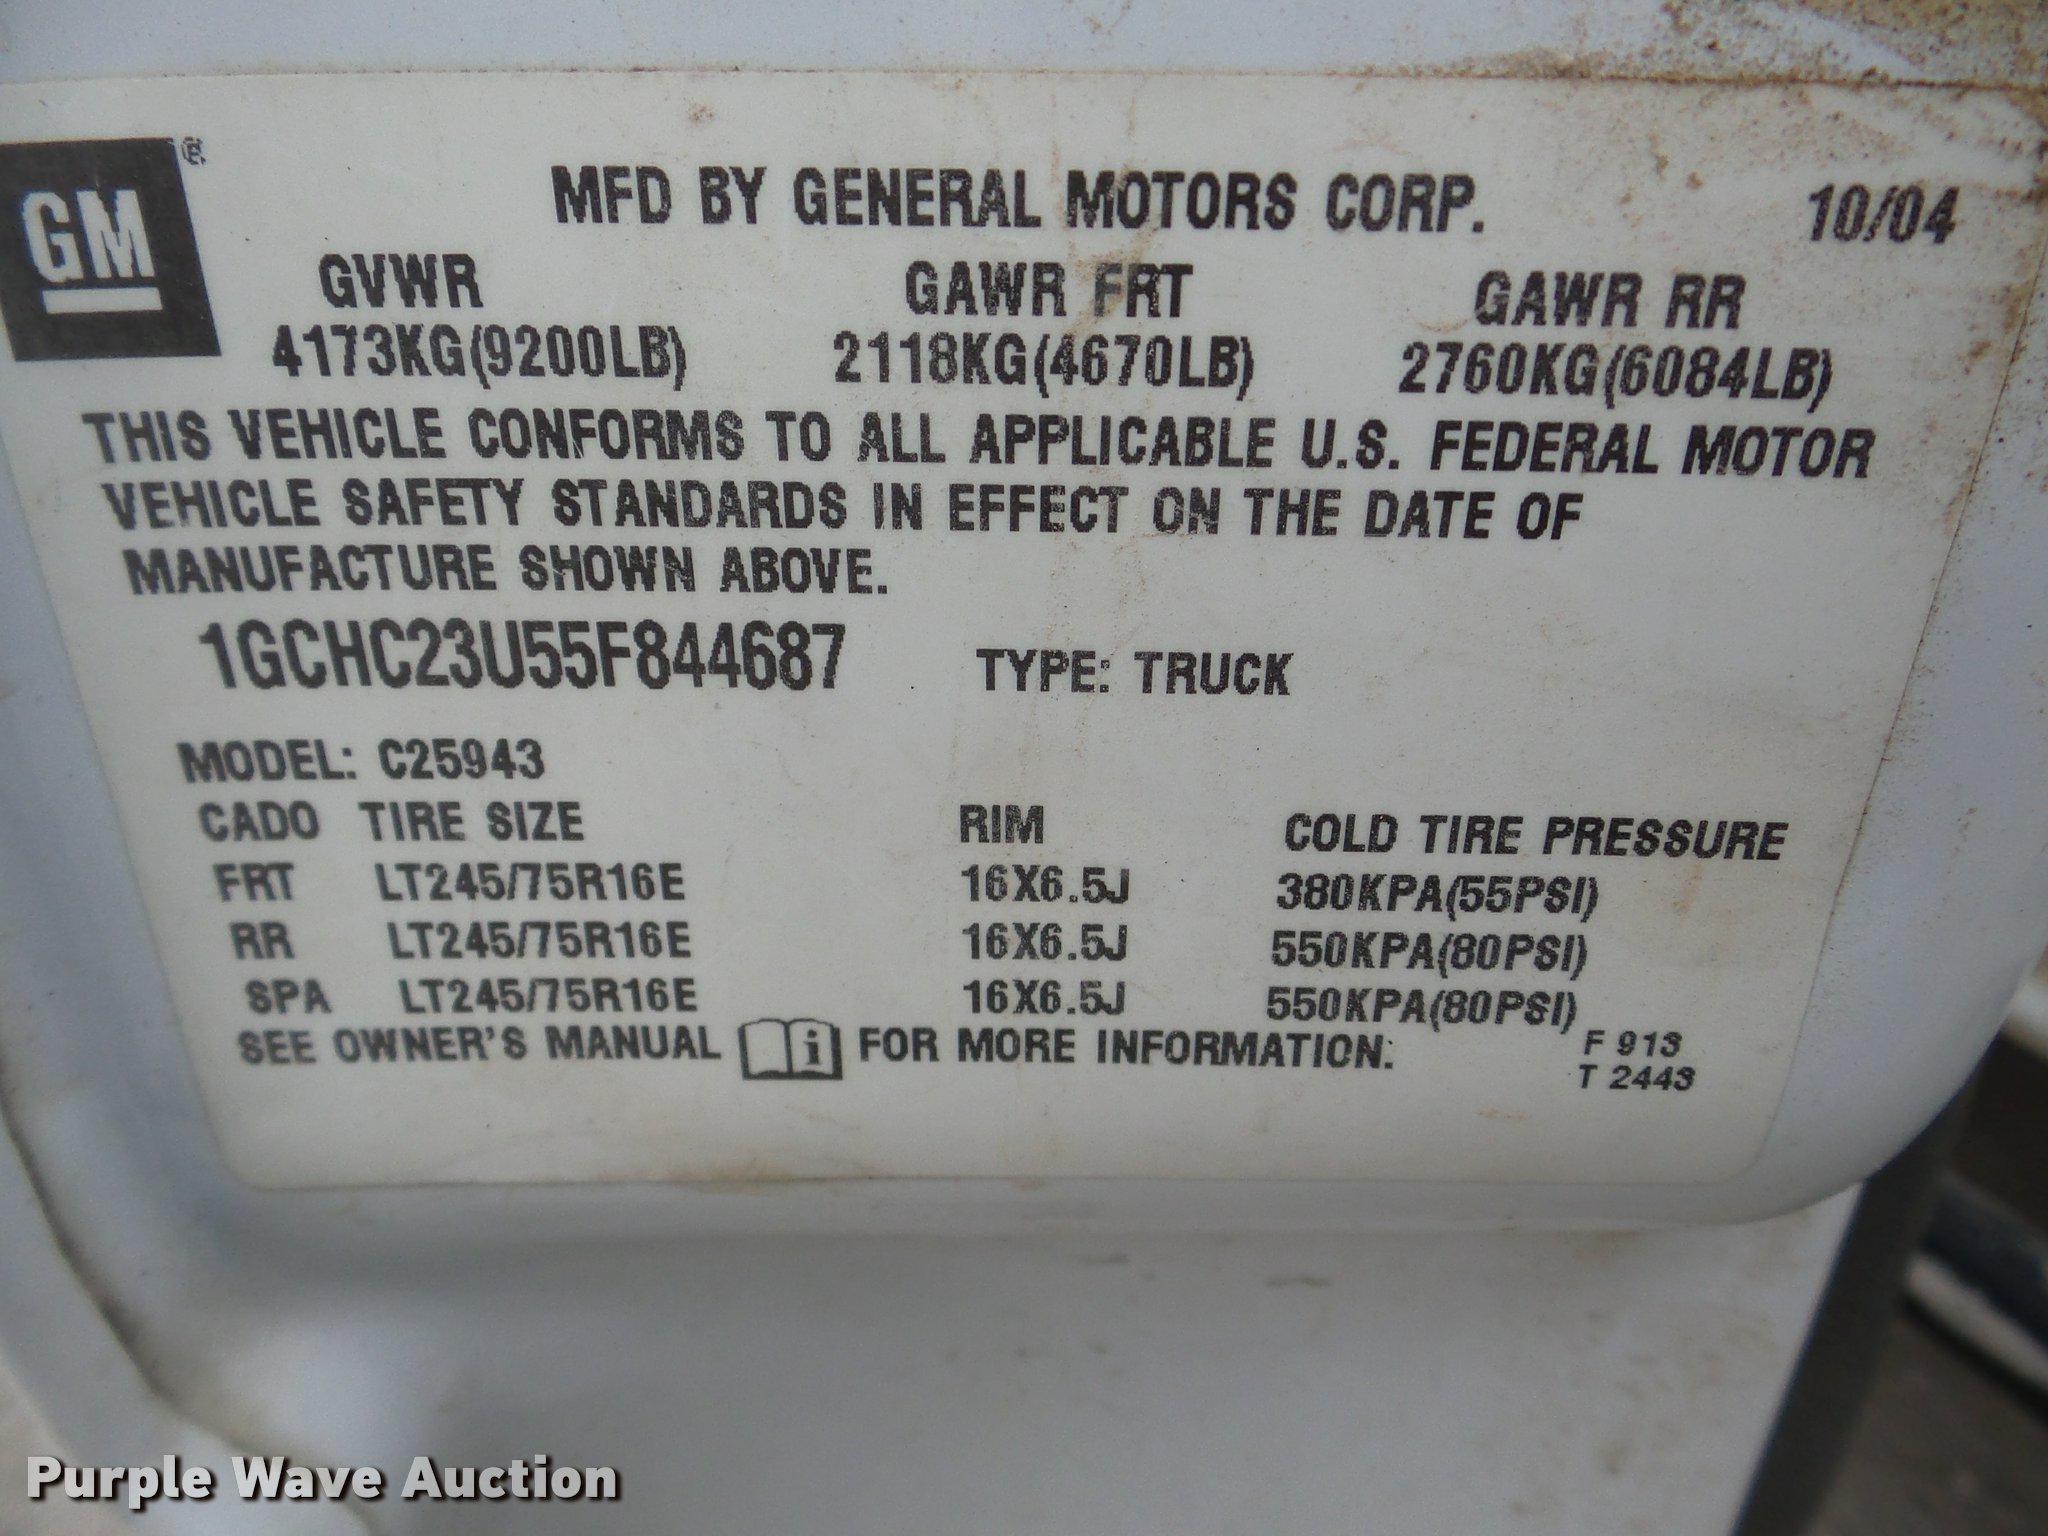 GM®
MFD BY GENERAL MOTORS CORP. 10/04
GVWR GAWR FRT GAWR RR
4173KG(9200LB) 2118KG(4670LB) 2760KG(6084LB)
THIS VEHICLE CONFORMS TO ALL APPLICABLE U.S. FEDERAL MOTOR
VEHICLE SAFETY STANDARDS IN EFFECT ON THE DATE OF
MANUFACTURE SHOWN ABOVE.
1GCHC23U55F844687 TYPE: TRUCK
MODEL: C25943
CADO TIRE SIZE RIM COLD TIRE PRESSURE
FRT LT245/75R16E 16X6.5J 380KPA(55PSI)
RR LT245/75R16E 16X6.5J 550KPA(80PSI)
SPA LT245/75R16E 16X6.5J 550KPA(80PSI)
SEE OWNER'S MANUAL i FOR MORE INFORMATION.
F 913
T 2443
Purple Wave Auction